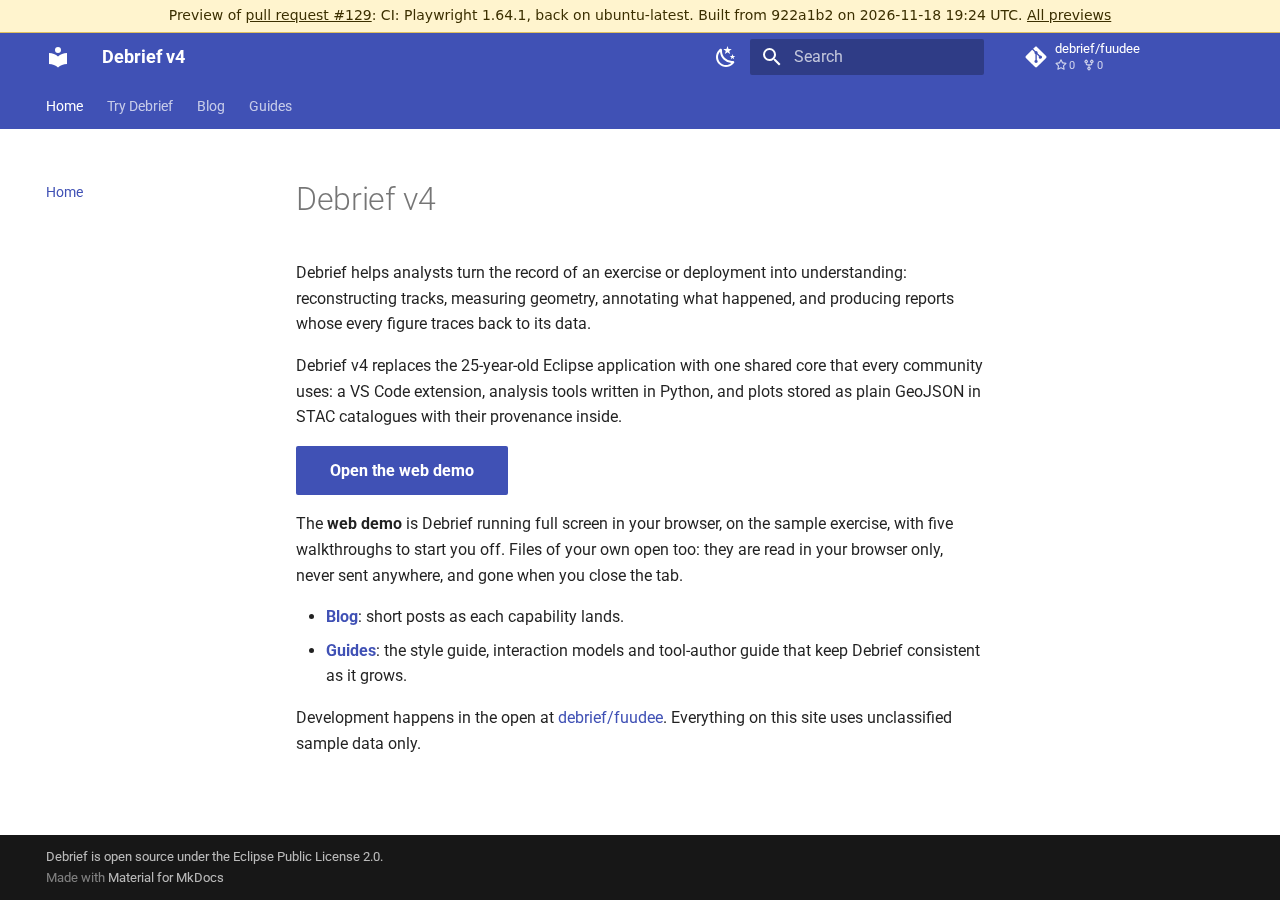 Preview of pull request #129: CI: Playwright 1.64.1, back on ubuntu-latest. Built from 922a1b2 on 2026-11-18 19:24 UTC. All previews
Debrief v4
Search
debrief/fuudee
0 0
Home Try Debrief Blog Guides
Home
Debrief v4
Debrief helps analysts turn the record of an exercise or deployment into understanding:
reconstructing tracks, measuring geometry, annotating what happened, and producing reports
whose every figure traces back to its data.
Debrief v4 replaces the 25-year-old Eclipse application with one shared core that every community
uses: a VS Code extension, analysis tools written in Python, and plots stored as plain GeoJSON in
STAC catalogues with their provenance inside.
Open the web demo
The web demo is Debrief running full screen in your browser, on the sample exercise, with five
walkthroughs to start you off. Files of your own open too: they are read in your browser only,
never sent anywhere, and gone when you close the tab.
• Blog: short posts as each capability lands.
• Guides: the style guide, interaction models and tool-author guide that keep Debrief consistent
as it grows.
Development happens in the open at debrief/fuudee. Everything on this site uses unclassified
sample data only.
Debrief is open source under the Eclipse Public License 2.0.
Made with Material for MkDocs